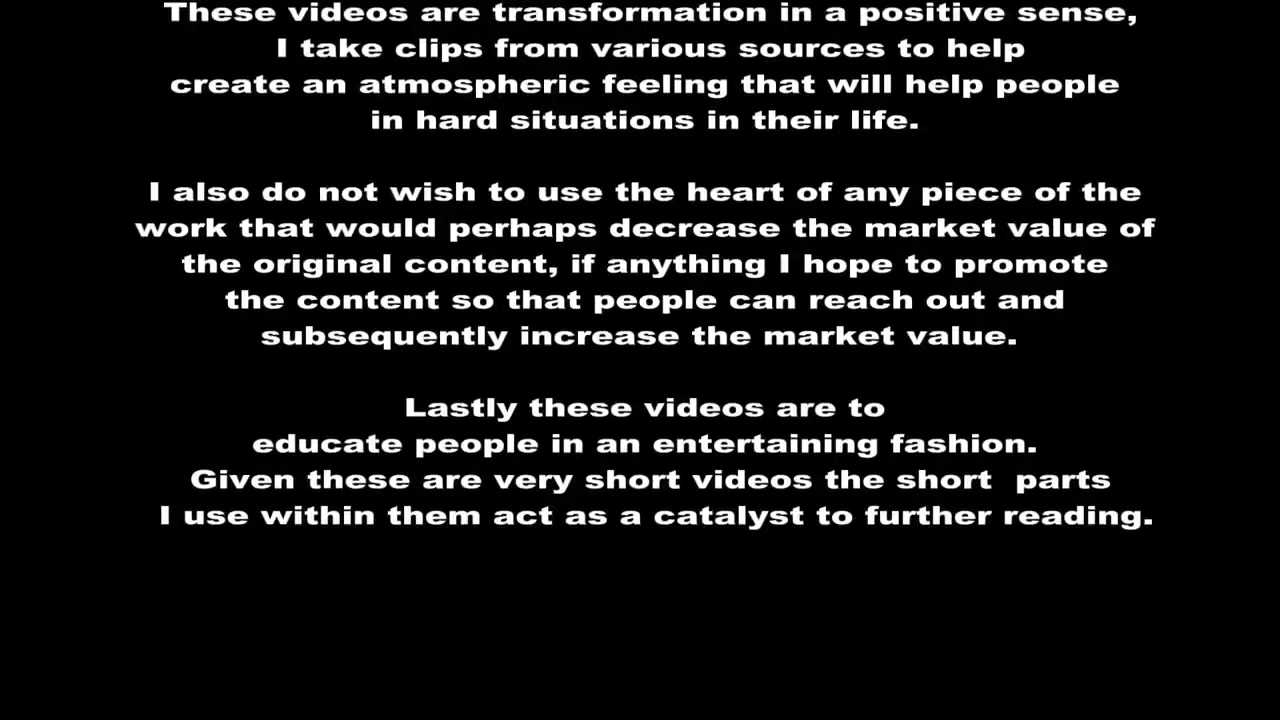 These videos are transformation in a positive sense,
I take clips from various sources to help
create an atmospheric feeling that will help people
in hard situations in their life.
I also do not wish to use the heart of any piece of the
work that would perhaps decrease the market value of
the original content, if anything I hope to promote
the content so that people can reach out and
subsequently increase the market value.
Lastly these videos are to
educate people in an entertaining fashion.
Given these are very short videos the short  parts
I use within them act as a catalyst to further reading.